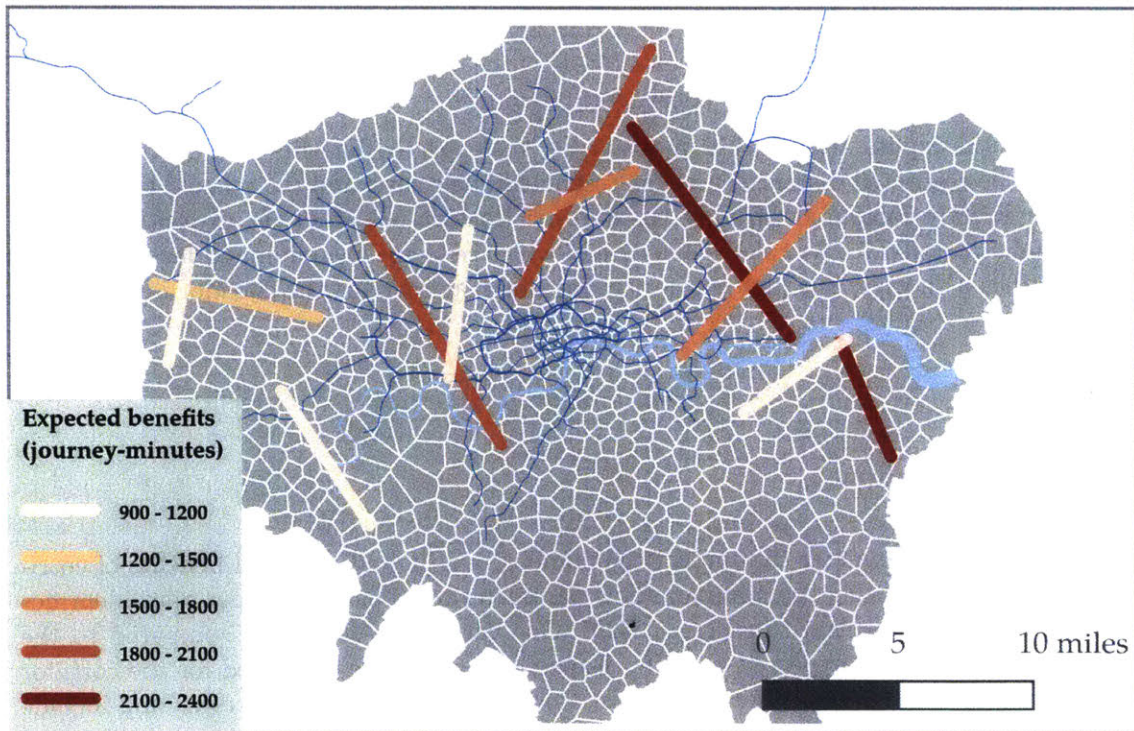 Expected benefits
(journey-minutes)
900 - 1200
1200 - 1500
1500 - 1800
1800 - 2100
2100 - 2400
0 5 10 miles